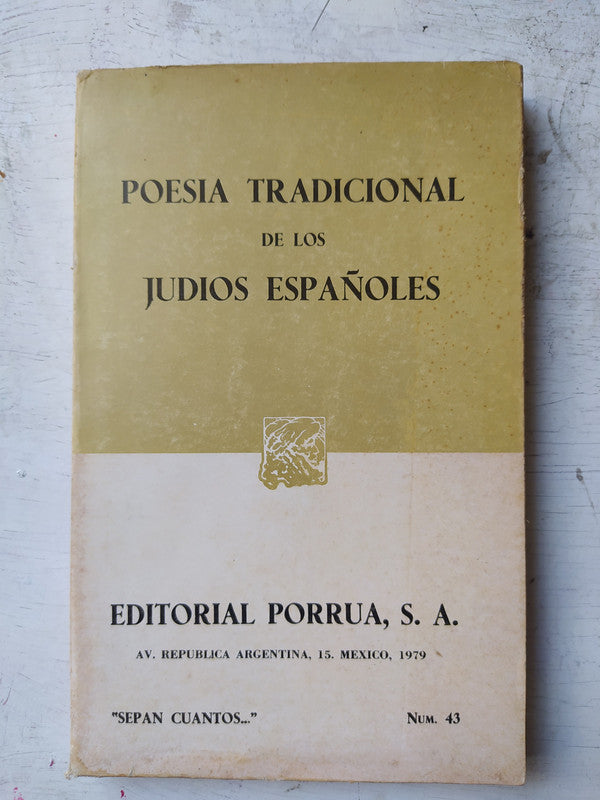 POESIA TRADICIONAL
DE LOS
JUDIOS ESPAÑOLES
EDITORIAL PORRUA, S. A.
AV. REPUBLICA ARGENTINA, 15. MEXICO, 1979
"SEPAN CUANTOS..." NUM. 43